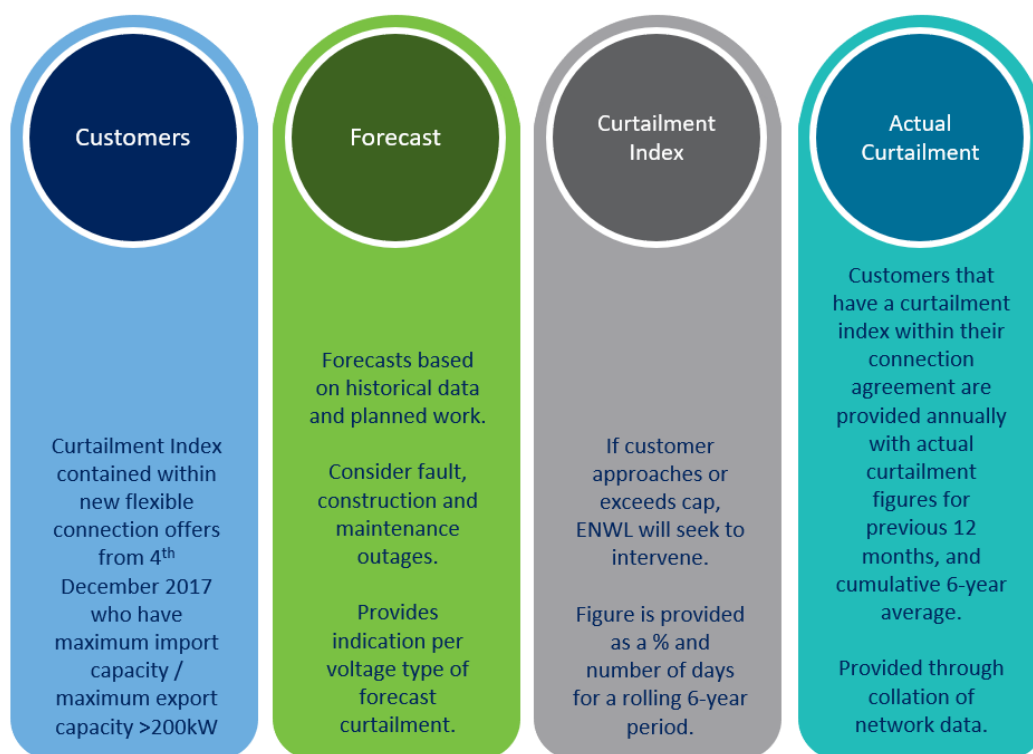 Customers
Curtailment Index
contained within
new flexible
connection offers
from 4th
December 2017
who have
maximum import
capacity /
maximum export
capacity >200kW
Forecast
Forecasts based
on historical data
and planned work.
Consider fault,
construction and
maintenance
outages.
Provides
indication per
voltage type of
forecast
curtailment.
Curtailment
Index
If customer
approaches or
exceeds cap,
ENWL will seek to
intervene.
Figure is provided
as a % and
number of days
for a rolling 6-year
period.
Actual
Curtailment
Customers that
have a curtailment
index within their
connection
agreement are
provided annually
with actual
curtailment
figures for
previous 12
months, and
cumulative 6-year
average.
Provided through
collation of
network data.